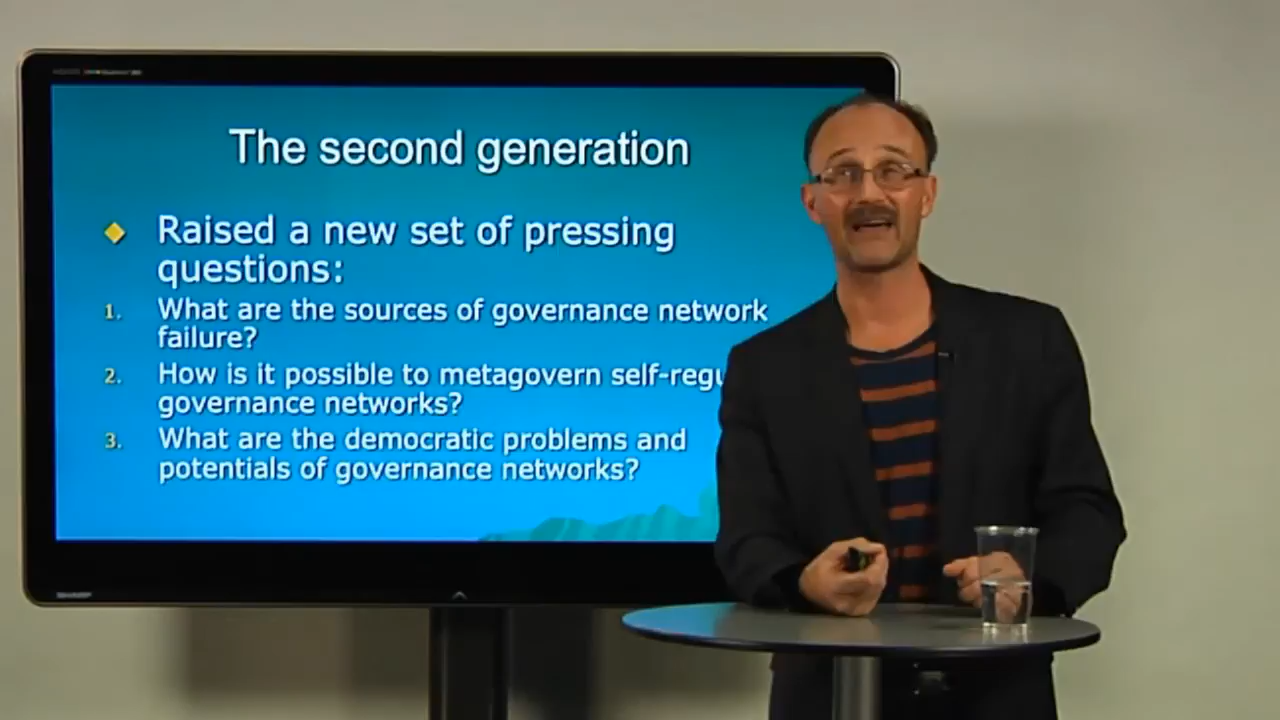 The second generation
Raised a new set of pressing
questions:
1. What are the sources of governance network
failure?
2. How is it possible to metagovern self-regu
governance networks?
3. What are the democratic problems and
potentials of governance networks?
SHARP